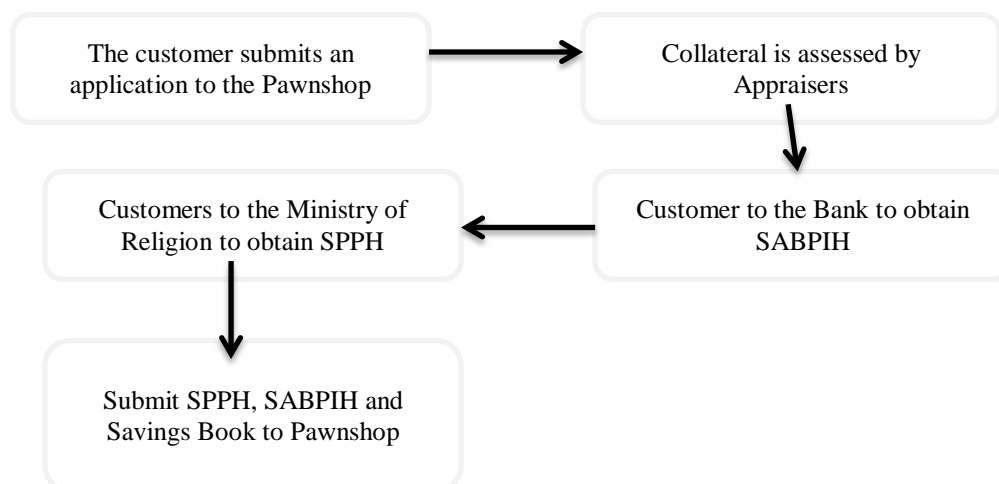 The customer submits an
application to the Pawnshop
Collateral is assessed by
Appraisers
Customer to the Bank to obtain
SABPIH
Customers to the Ministry of
Religion to obtain SPPH
Submit SPPH, SABPIH and
Savings Book to Pawnshop